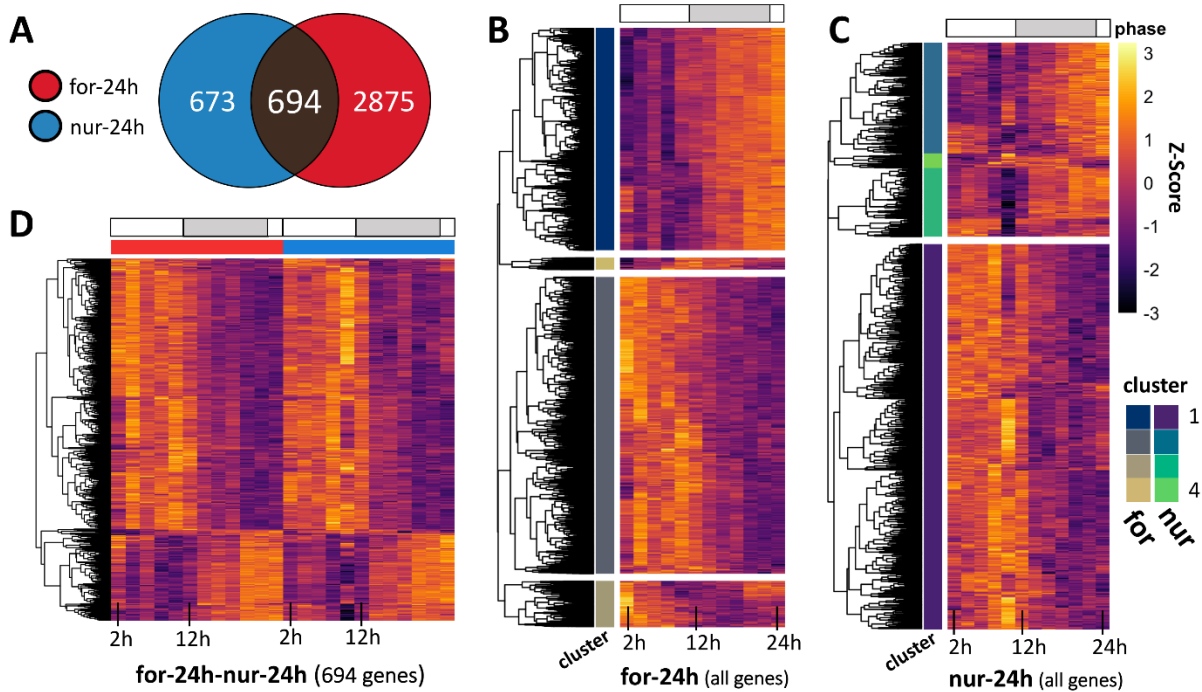 A
for-24h
nur-24h
673
694
2875
B
C
phase
3
2
1
0
-1
-2
-3
Z-Score
D
cluster
1
4
for
nur
2h
12h
2h
12h
for-24h-nur-24h (694 genes)
cluster
2h
12h
24h
for-24h (all genes)
2h
12h
24h
nur-24h (all genes)